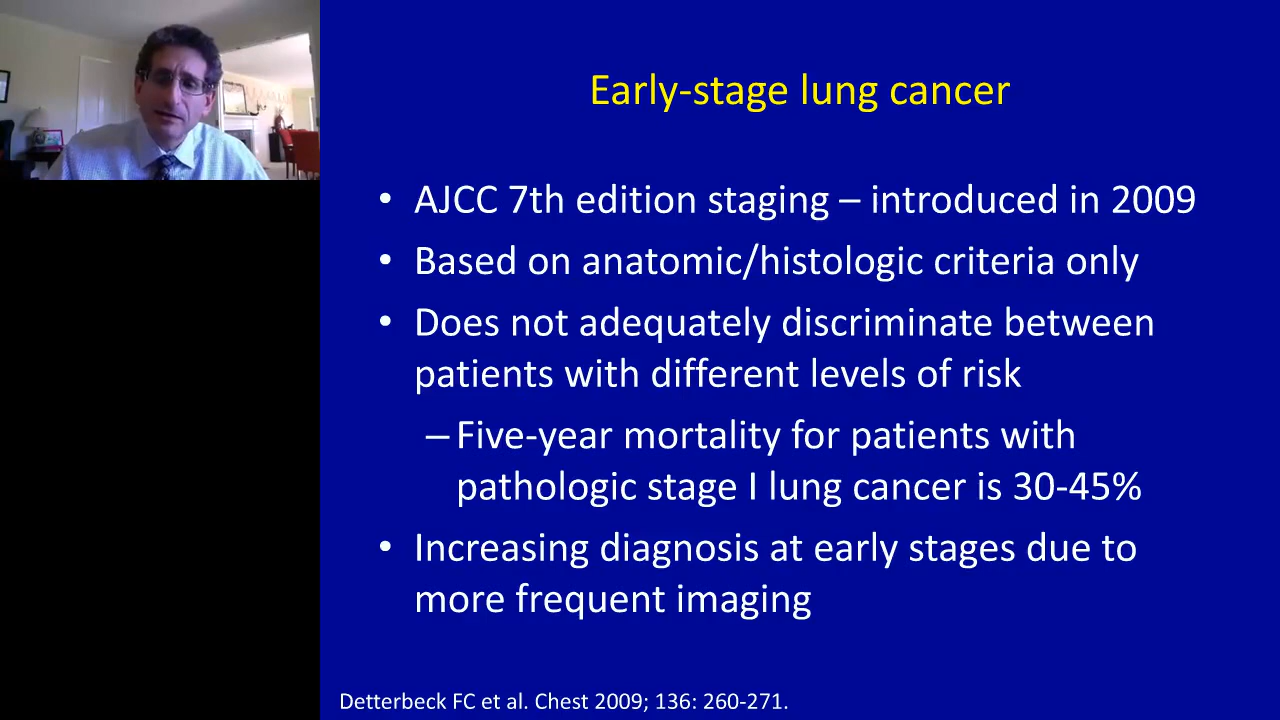 Early-stage lung cancer
• AJCC 7th edition staging – introduced in 2009
• Based on anatomic/histologic criteria only
• Does not adequately discriminate between
patients with different levels of risk
– Five-year mortality for patients with
pathologic stage I lung cancer is 30-45%
• Increasing diagnosis at early stages due to
more frequent imaging
Detterbeck FC et al. Chest 2009; 136: 260-271.